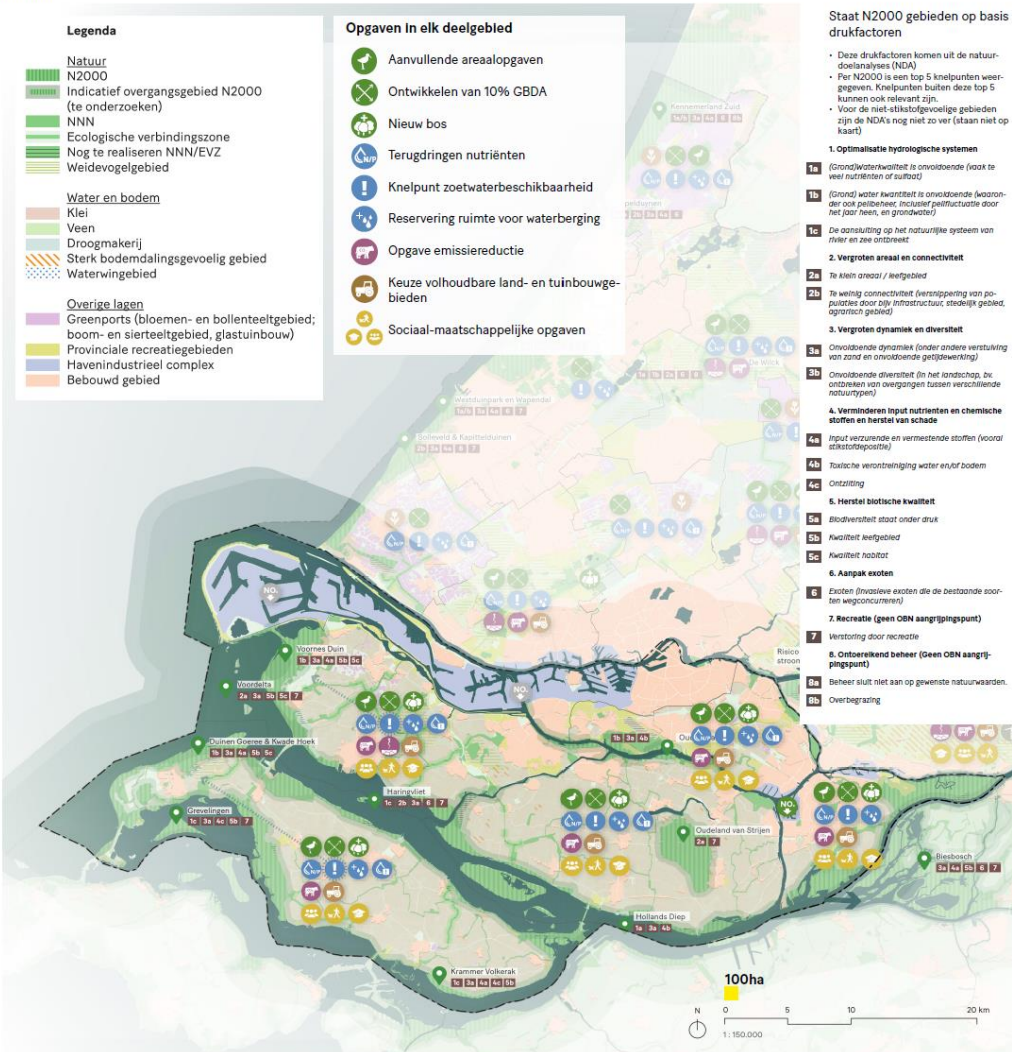 Legenda
Natuur
N2000
Indicatief overgangsgebied N2000
(te onderzoeken)
NNN
Ecologische verbindingszone
Nog te realiseren NNN/EVZ
Weidevogelgebied
Water en bodem
Klei
Veen
Droogmakerij
Sterk bodemdalingsgevoelig gebied
Waterwingebied
Overige lagen
Greenports (bloemen- en bollenteeltgebied;
boom- en sierteeltgebied, glastuinbouw)
Provinciale recreatiegebieden
Havenindustrieel complex
Bebouwd gebied
Opgaven in elk deelgebied
Aanvullende areaalopgaven
Ontwikkelen van 10% GBDA
Nieuw bos
N/P
Terugdringen nutriënten
Knelpunt zoetwaterbeschikbaarheid
Reservering ruimte voor waterberging
Opgave emissiereductie
Keuze volhoudbare land- en tuinbouwge-
bieden
Sociaal-maatschappelijke opgaven
Staat N2000 gebieden op basis
drukfactoren
• Deze drukfactoren komen uit de natuur-
doelanalyses (NDA)
• Per N2000 is een top 5 knelpunten weer-
gegeven. Knelpunten buiten deze top 5
kunnen ook relevant zijn.
• Voor de niet-stikstofgevoelige gebieden
zijn de NDA's nog niet zo ver (staan niet op
kaart)
1. Optimalisatie hydrologische systemen
1a (Grond)Waterkwaliteit is onvoldoende (vaak te
veel nutriënten of sulfaat)
1b (Grond) water kwantiteit is onvoldoende (waaron-
der ook peilbeheer, inclusief peilfluctuatie door
het jaar heen, en grondwater)
1c De aansluiting op het natuurlijke systeem van
rivier en zee ontbreekt
2. Vergroten areaal en connectiviteit
2a Te klein areaal / leefgebied
2b Te weinig connectiviteit (versnippering van po-
pulaties door bijv infrastructuur, stedelijk gebied,
agrarisch gebied)
3. Vergroten dynamiek en diversiteit
3a Onvoldoende dynamiek (onder andere verstuiving
van zand en onvoldoende getijdewerking)
3b Onvoldoende diversiteit (in het landschap, bv.
ontbreken van overgangen tussen verschillende
natuurtypen)
4. Verminderen input nutrienten en chemische
stoffen en herstel van schade
4a Input verzurende en vermestende stoffen (vooral
stikstofdepositie)
4b Toxische verontreiniging water en/of bodem
4c Ontzilting
5. Herstel biotische kwaliteit
5a Biodiversiteit staat onder druk
5b Kwaliteit leefgebied
5c Kwaliteit habitat
6. Aanpak exoten
6 Exoten (invasieve exoten die de bestaande soor-
ten wegconcurreren)
7. Recreatie (geen OBN aangrijpingspunt)
7 Verstoring door recreatie
8. Ontoereikend beheer (Geen OBN aangrij-
pingspunt)
8a Beheer sluit niet aan op gewenste natuurwaarden.
8b Overbegrazing
Kennemerland Zuid
De Wilck
Westduinpark en Wapendal
Solleveld & Kapittelduinen
NO.
NO.
Risico
stroom
Voornes Duin
1b 3a 4a 5b 5c
Voordelta
2a 3a 5b 5c 7
Duinen Goeree & Kwade Hoek
1b 3a 4a 5b 5c
1b 3a 4b
Haringvliet
1c 2b 3a 6 7
Grevelingen
1c 3a 4c 5b 7
NO.
Oudeland van Strijen
2a 7
Biesbosch
3a 4a 5b 6 7
Hollands Diep
1a 3a 4b
Krammer Volkerak
1c 3a 4a 4c 5b
100ha
N
0 5 10 20 km
1 : 150.000